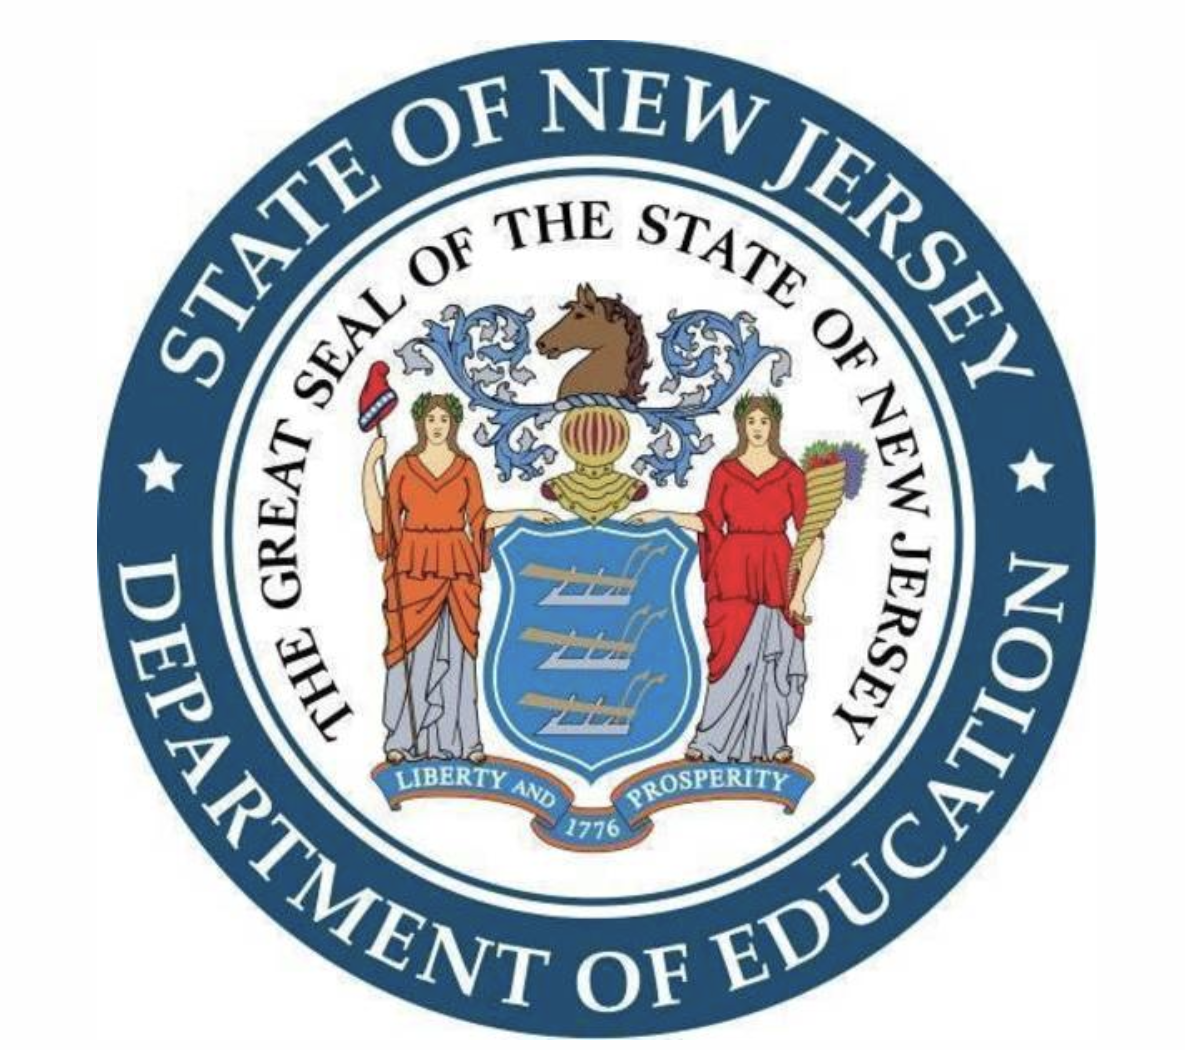 STATE OF NEW JERSEY
DEPARTMENT OF EDUCATION
THE GREAT SEAL OF THE STATE OF NEW JERSEY
LIBERTY AND PROSPERITY
1776